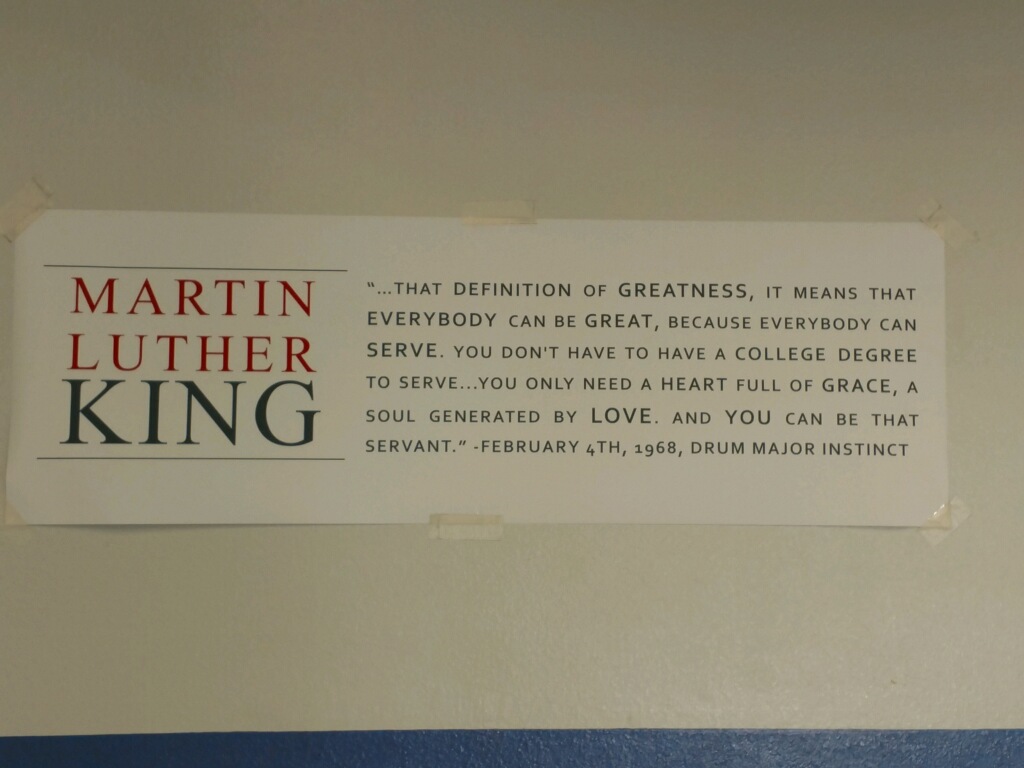 MARTIN
LUTHER
KING
“...THAT DEFINITION OF GREATNESS, IT MEANS THAT
EVERYBODY CAN BE GREAT, BECAUSE EVERYBODY CAN
SERVE. YOU DON'T HAVE TO HAVE A COLLEGE DEGREE
TO SERVE...YOU ONLY NEED A HEART FULL OF GRACE, A
SOUL GENERATED BY LOVE. AND YOU CAN BE THAT
SERVANT.” -FEBRUARY 4TH, 1968, DRUM MAJOR INSTINCT